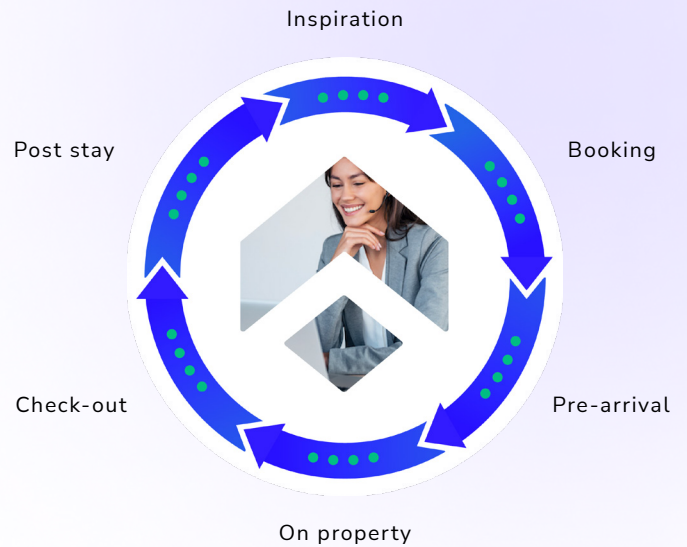 Inspiration
Booking
Pre-arrival
On property
Check-out
Post stay